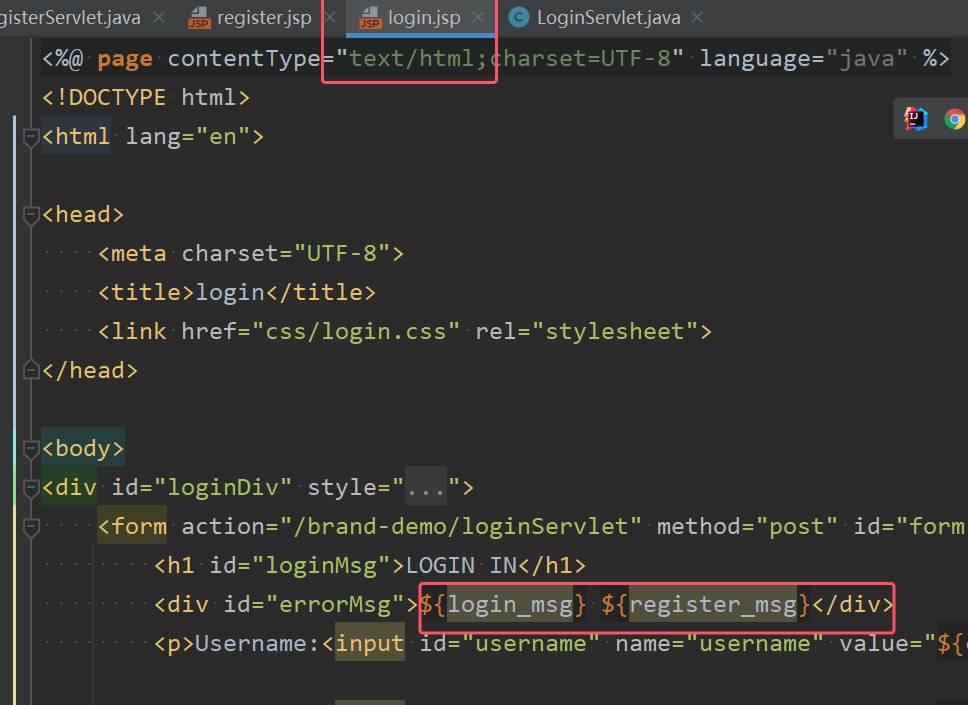 gisterServlet.java register.jsp login.jsp LoginServlet.java
<%@ page contentType="text/html;charset=UTF-8" language="java" %>
<!DOCTYPE html>
<html lang="en">
<head>
<meta charset="UTF-8">
<title>login</title>
<link href="css/login.css" rel="stylesheet">
</head>
<body>
<div id="loginDiv" style="...">
<form action="/brand-demo/loginServlet" method="post" id="form
<h1 id="loginMsg">LOGIN IN</h1>
<div id="errorMsg">${login_msg} ${register_msg}</div>
<p>Username:<input id="username" name="username" value="${